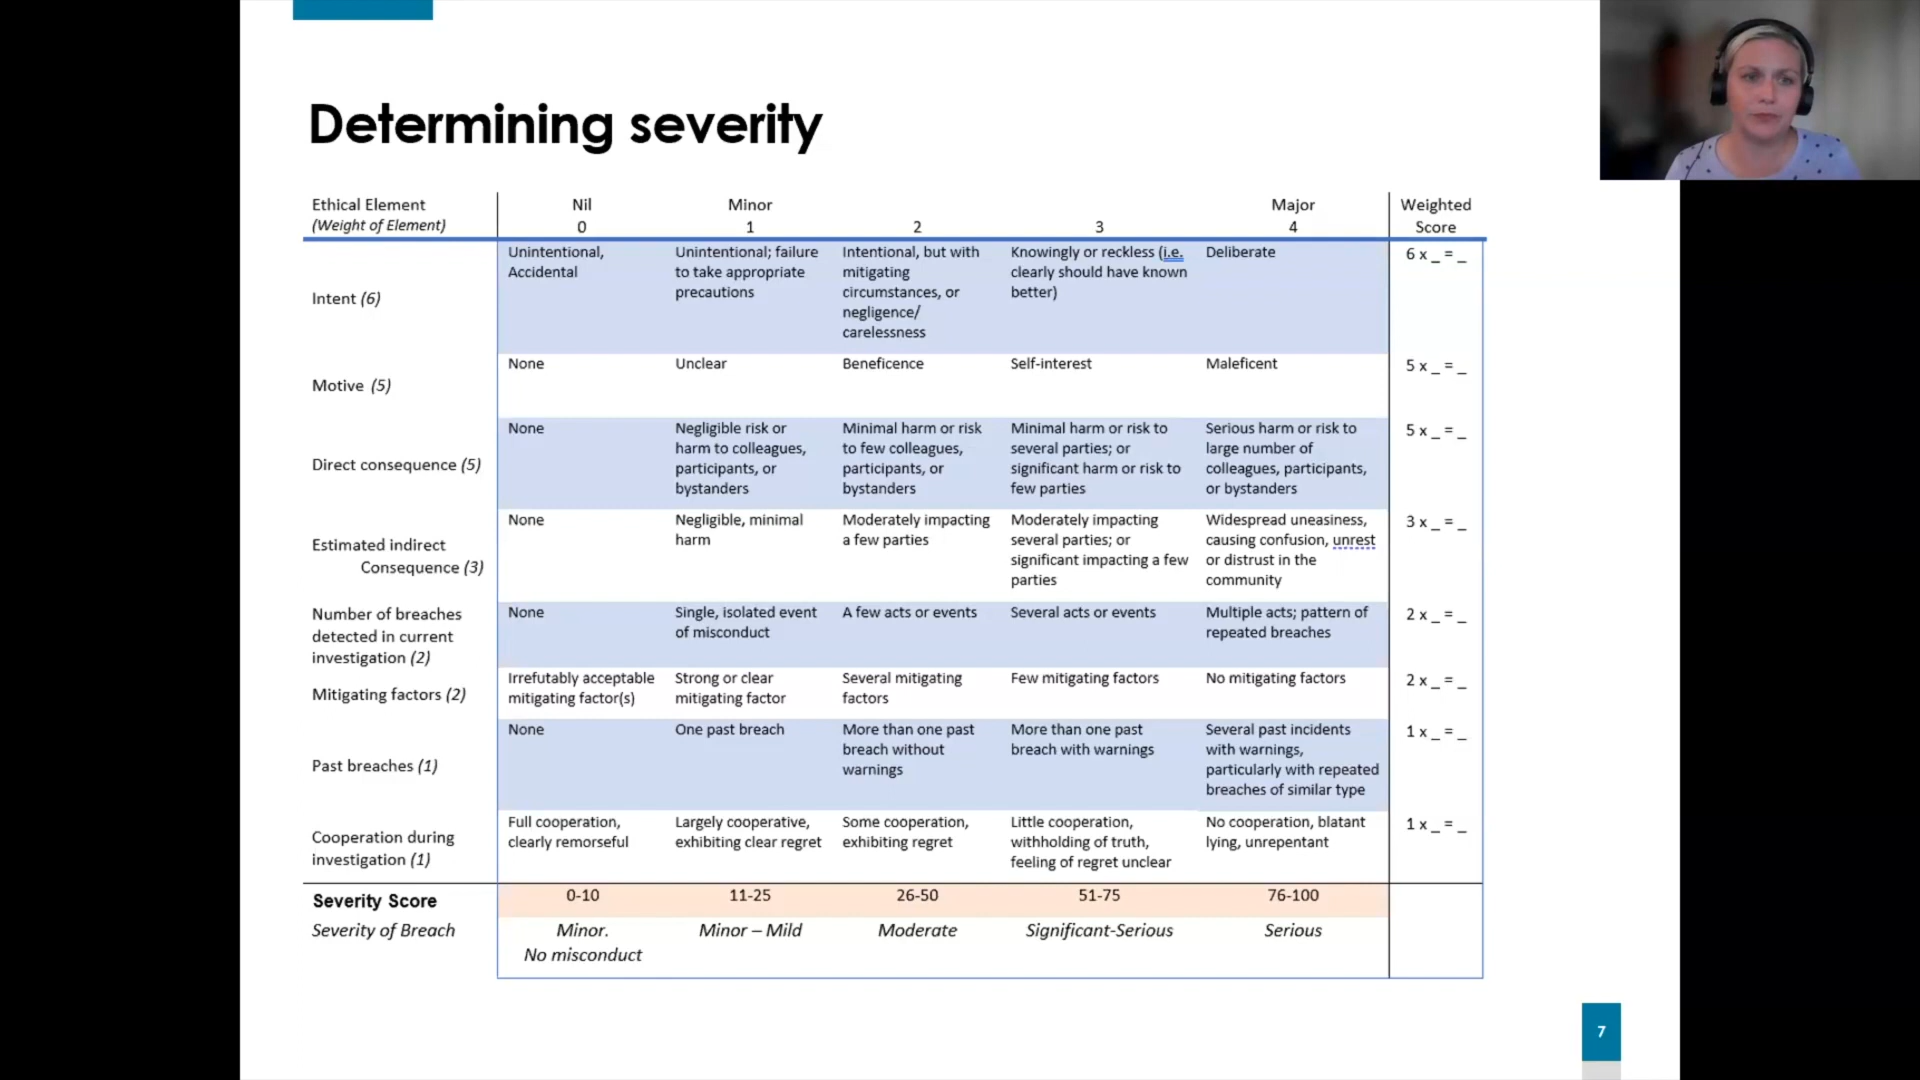 Determining severity
Ethical Element
(Weight of Element)
Nil
0
Minor
1
2
3
Major
4
Weighted
Score
Intent (6)
Unintentional,
Accidental
Unintentional; failure
to take appropriate
precautions
Intentional, but with
mitigating
circumstances, or
negligence/
carelessness
Knowingly or reckless (i.e.
clearly should have known
better)
Deliberate
6 x _ = _
Motive (5)
None
Unclear
Beneficence
Self-interest
Maleficent
5 x _ = _
Direct consequence (5)
None
Negligible risk or
harm to colleagues,
participants, or
bystanders
Minimal harm or risk
to few colleagues,
participants, or
bystanders
Minimal harm or risk to
several parties; or
significant harm or risk to
few parties
Serious harm or risk to
large number of
colleagues, participants,
or bystanders
5 x _ = _
Estimated indirect
Consequence (3)
None
Negligible, minimal
harm
Moderately impacting
a few parties
Moderately impacting
several parties; or
significant impacting a few
parties
Widespread uneasiness,
causing confusion, unrest
or distrust in the
community
3 x _ = _
Number of breaches
detected in current
investigation (2)
None
Single, isolated event
of misconduct
A few acts or events
Several acts or events
Multiple acts; pattern of
repeated breaches
2 x _ = _
Mitigating factors (2)
Irrefutably acceptable
mitigating factor(s)
Strong or clear
mitigating factor
Several mitigating
factors
Few mitigating factors
No mitigating factors
2 x _ = _
Past breaches (1)
None
One past breach
More than one past
breach without
warnings
More than one past
breach with warnings
Several past incidents
with warnings,
particularly with repeated
breaches of similar type
1 x _ = _
Cooperation during
investigation (1)
Full cooperation,
clearly remorseful
Largely cooperative,
exhibiting clear regret
Some cooperation,
exhibiting regret
Little cooperation,
withholding of truth,
feeling of regret unclear
No cooperation, blatant
lying, unrepentant
1 x _ = _
Severity Score
0-10
11-25
26-50
51-75
76-100
Severity of Breach
Minor.
No misconduct
Minor – Mild
Moderate
Significant-Serious
Serious
7